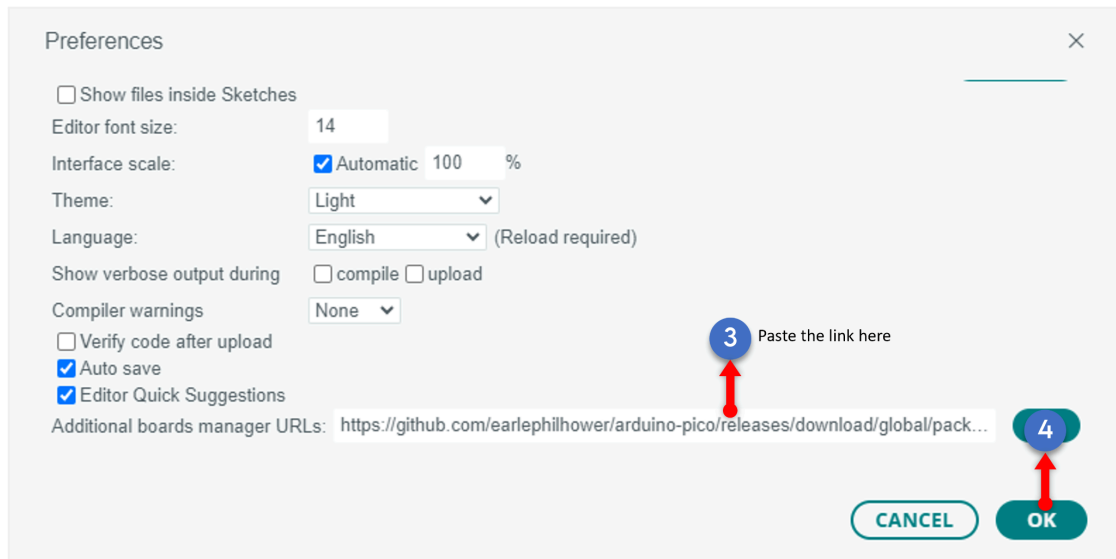 Preferences
Show files inside Sketches
Editor font size: 14
Interface scale: Automatic 100 %
Theme: Light
Language: English (Reload required)
Show verbose output during compile upload
Compiler warnings None
Verify code after upload
3 Paste the link here
Auto save
Editor Quick Suggestions
Additional boards manager URLs: https://github.com/earlephilhower/arduino-pico/releases/download/global/pack...
4
CANCEL OK